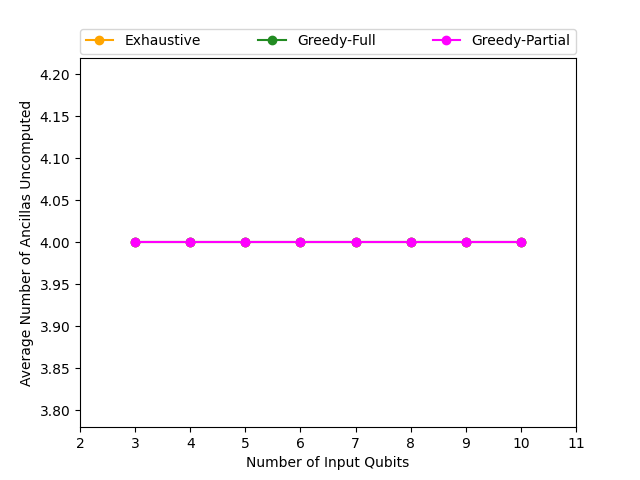 Exhaustive Greedy-Full Greedy-Partial
Average Number of Ancillas Uncomputed
4.20
4.15
4.10
4.05
4.00
3.95
3.90
3.85
3.80
2 3 4 5 6 7 8 9 10 11
Number of Input Qubits